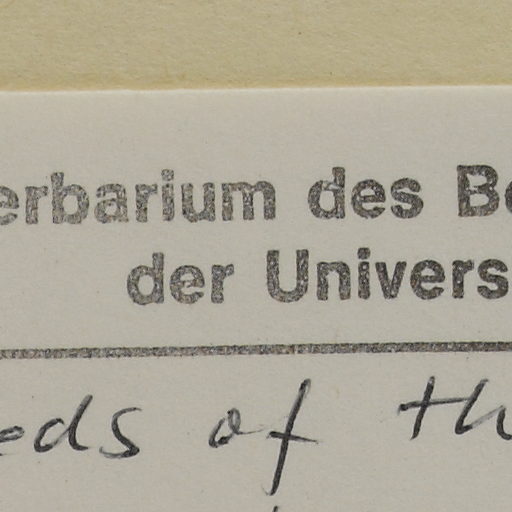 erbarium des Bo
der Univers
eds of th